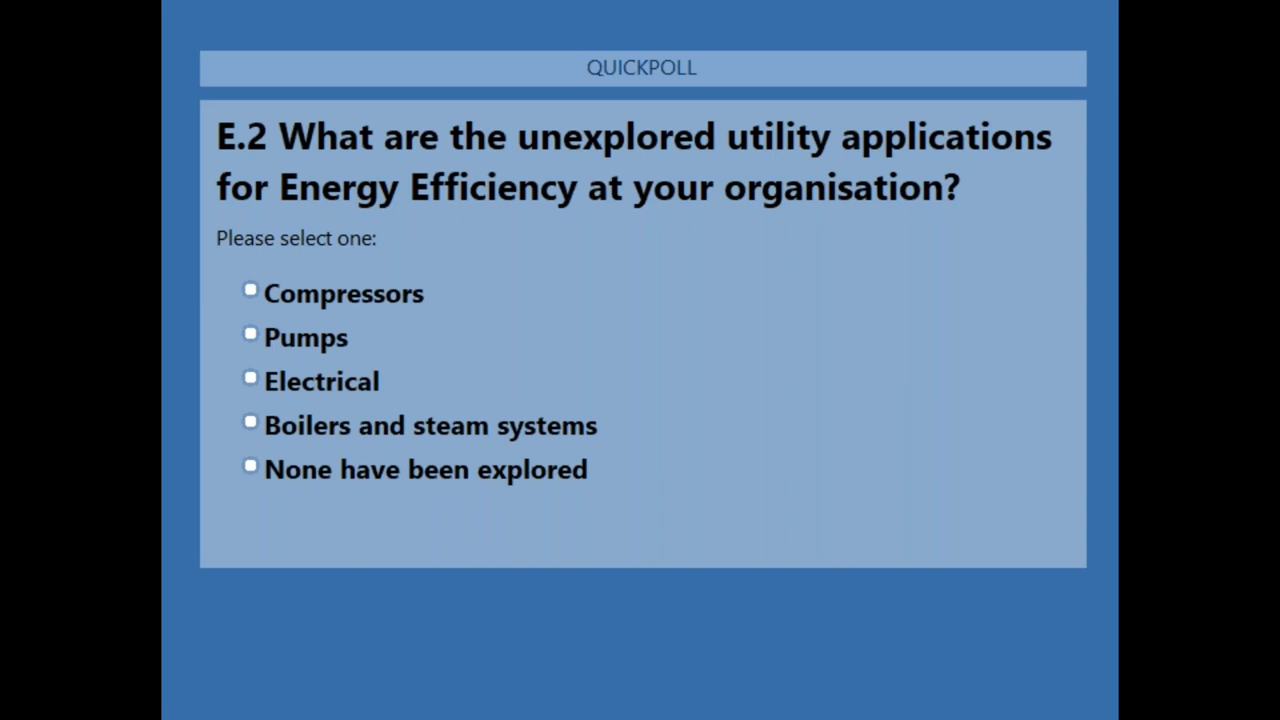 QUICKPOLL
E.2 What are the unexplored utility applications
for Energy Efficiency at your organisation?
Please select one:
Compressors
Pumps
Electrical
Boilers and steam systems
None have been explored